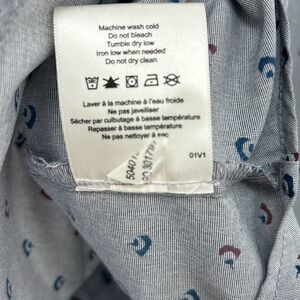 Machine wash cold
Do not bleach
Tumble dry low
Iron low when needed
Do not dry clean
Laver à la machine à l'eau froide
Ne pas javelliser
Sécher par culbutage à basse température
Repasser à basse température
Ne pas nettoyer à sec
01V1